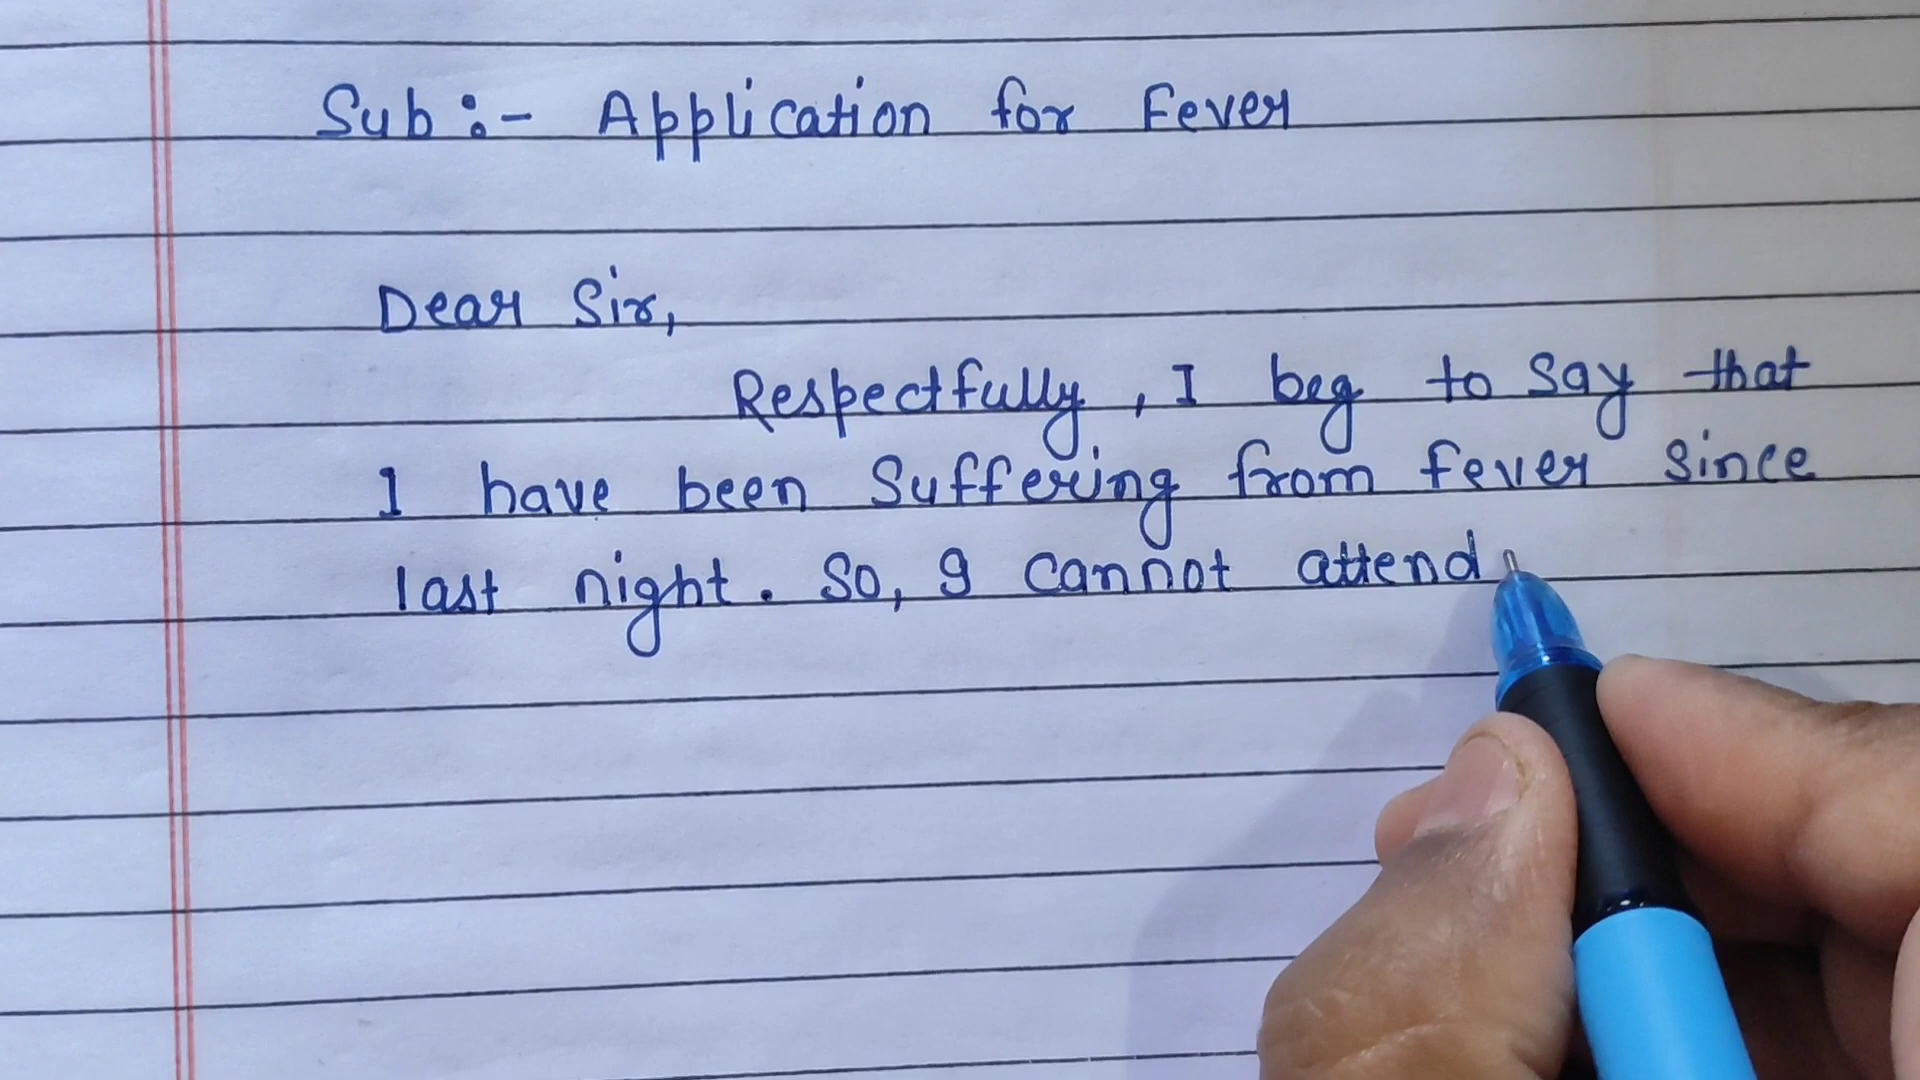 Sub :- Application for Fever
Dear Sir,
Respectfully, I beg to say that
I have been Suffering from fever since
last night. So, I cannot attend